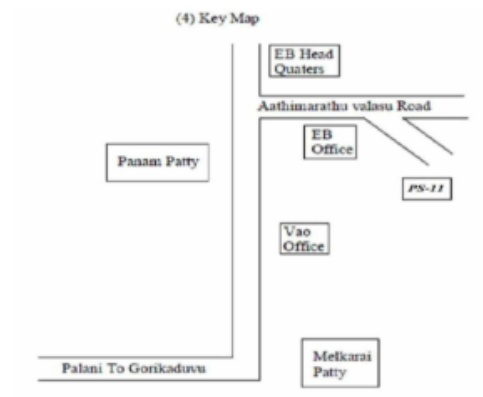 (4) Key Map
EB Head
Quaters
Aathimarathu valasu Road
EB
Office
Panam Patty
PS-11
Vao
Office
Melkarai
Patty
Palani To Gorikaduvu